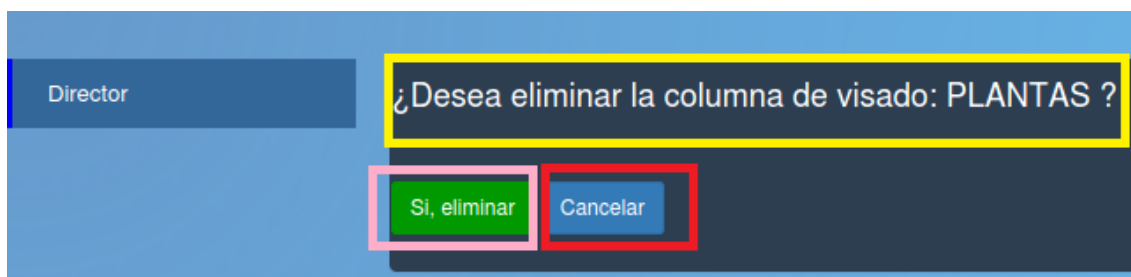 Director
¿Desea eliminar la columna de visado: PLANTAS ?
Si, eliminar
Cancelar